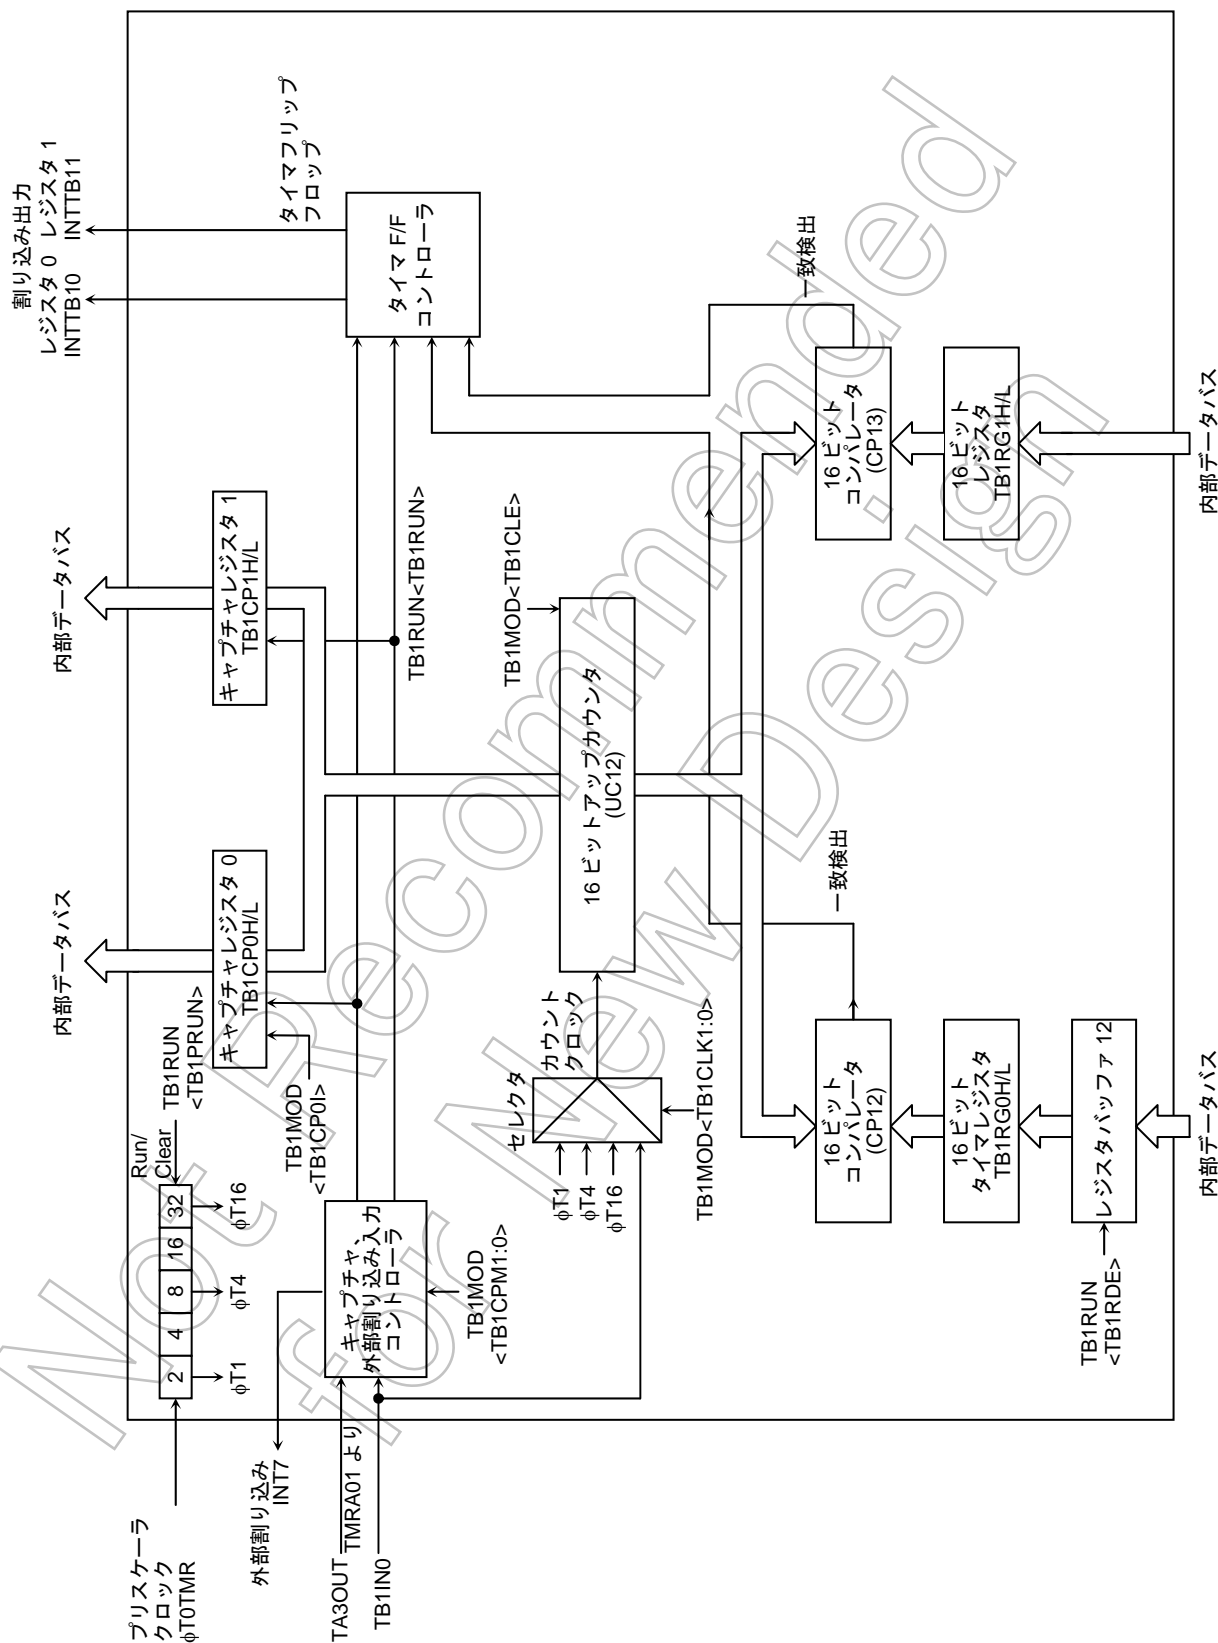 プリスケーラ
クロック
φT0TMR
2
4
8
16
32
φT1
φT4
φT16
Run/
Clear
TB1RUN
<TB1PRUN>
外部割り込み
INT7
TA3OUT
TMRA01 より
TB1IN0
キャプチャ、
外部割り込み入力
コントローラ
TB1MOD
<TB1CPM1:0>
TB1MOD
<TB1CP0I>
内部データバス
キャプチャレジスタ 0
TB1CP0H/L
内部データバス
キャプチャレジスタ 1
TB1CP1H/L
TB1RUN<TB1RUN>
割り込み出力
レジスタ 0 レジスタ 1
INTTB10 INTTB11
タイマフリップ
フロップ
タイマ F/F
コントローラ
セレクタ
φT1
φT4
φT16
カウント
クロック
TB1MOD<TB1CLK1:0>
16 ビットアップカウンタ
(UC12)
TB1MOD<TB1CLE>
一致検出
一致検出
16 ビット
コンパレータ
(CP12)
16 ビット
タイマレジスタ
TB1RG0H/L
レジスタバッファ 12
TB1RUN
<TB1RDE>
内部データバス
16 ビット
コンパレータ
(CP13)
16 ビット
レジスタ
TB1RG1H/L
内部データバス
Not Recommended
for New Design